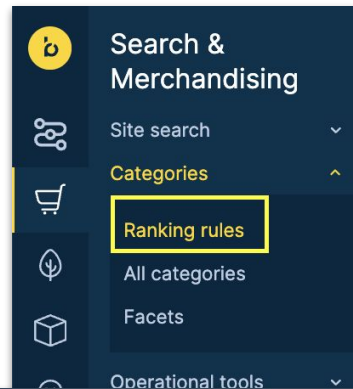 b
Search &
Merchandising
Site search
Categories
Ranking rules
All categories
Facets
Operational tools